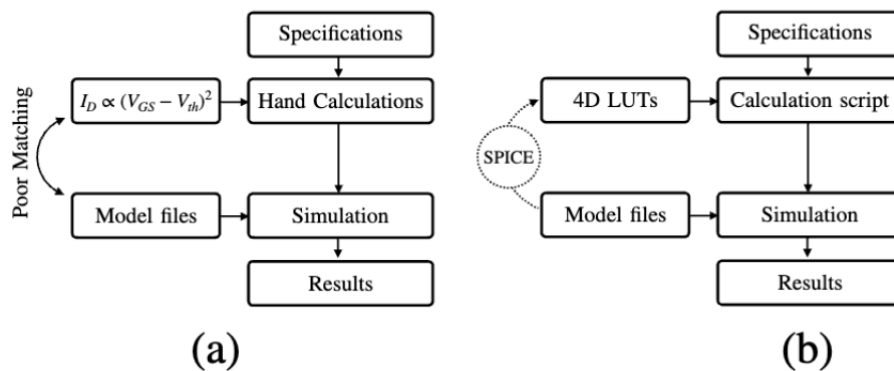 Specifications
I_D ∝ (V_GS − V_th)²
Hand Calculations
Poor Matching
Model files
Simulation
Results
(a)
Specifications
4D LUTs
Calculation script
SPICE
Model files
Simulation
Results
(b)